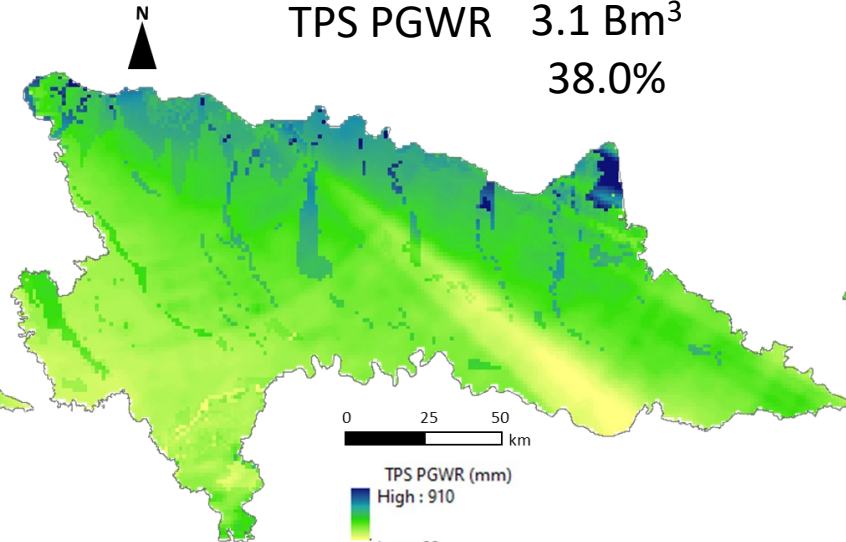 N
TPS PGWR 3.1 Bm³
38.0%
0 25 50
km
TPS PGWR (mm)
High : 910